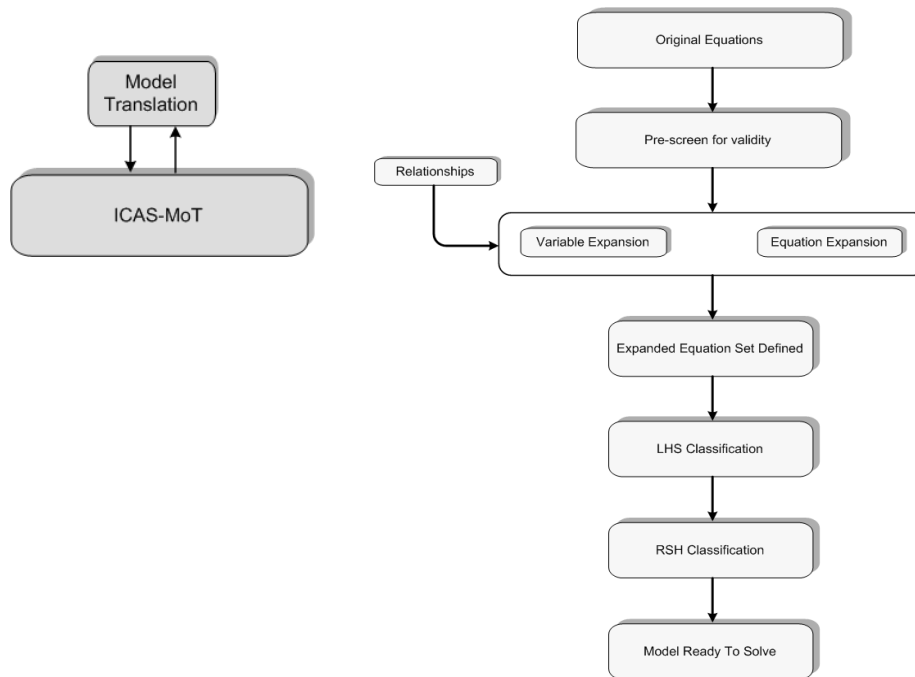 Model
Translation
ICAS-MoT
Original Equations
Pre-screen for validity
Relationships
Variable Expansion
Equation Expansion
Expanded Equation Set Defined
LHS Classification
RSH Classification
Model Ready To Solve